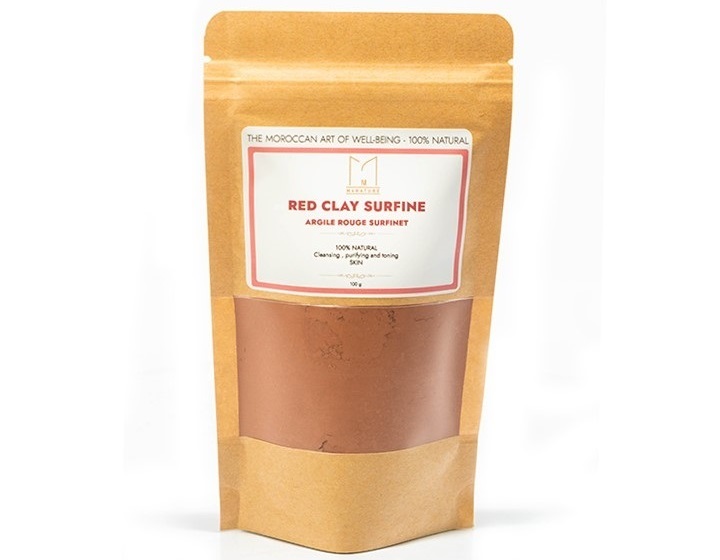 THE MOROCCAN ART OF WELL-BEING - 100% NATURAL
RED CLAY SURFINE
ARGILE ROUGE SURFINET
100% NATURAL
Cleansing , purifying and toning
SKIN
100 g